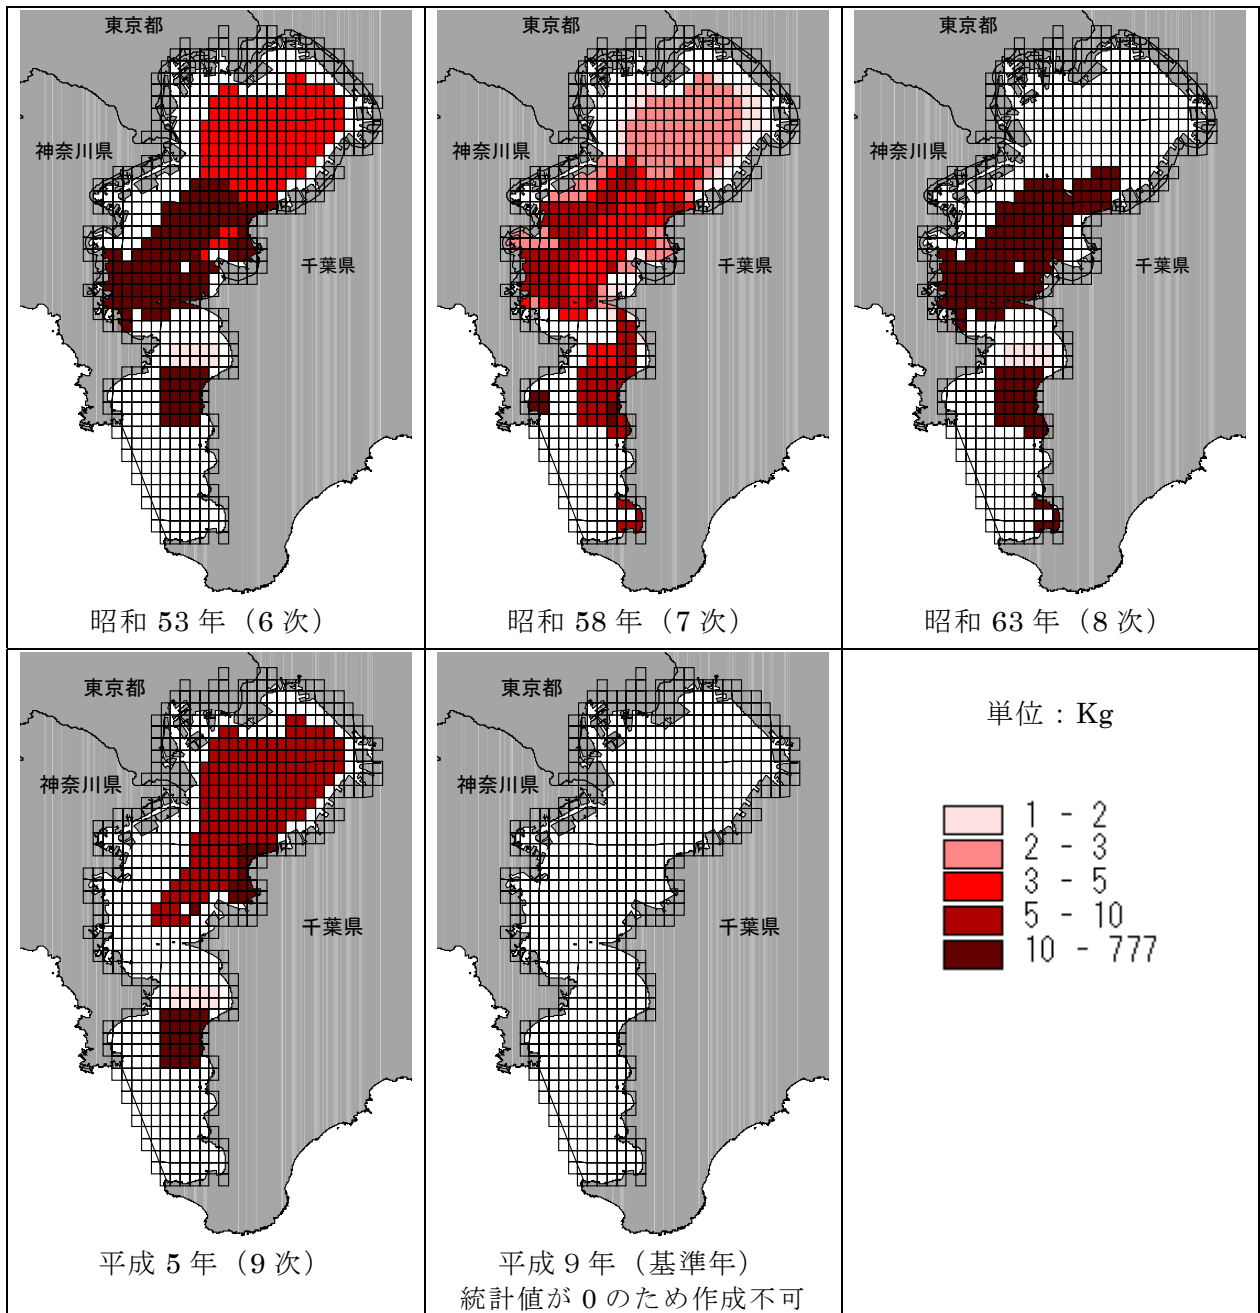 東京都
神奈川県
千葉県
昭和 53 年（6 次）
東京都
神奈川県
千葉県
昭和 58 年（7 次）
東京都
神奈川県
千葉県
昭和 63 年（8 次）
東京都
神奈川県
千葉県
平成 5 年（9 次）
東京都
神奈川県
千葉県
平成 9 年（基準年）
統計値が 0 のため作成不可
単位：Kg
1 - 2
2 - 3
3 - 5
5 - 10
10 - 777